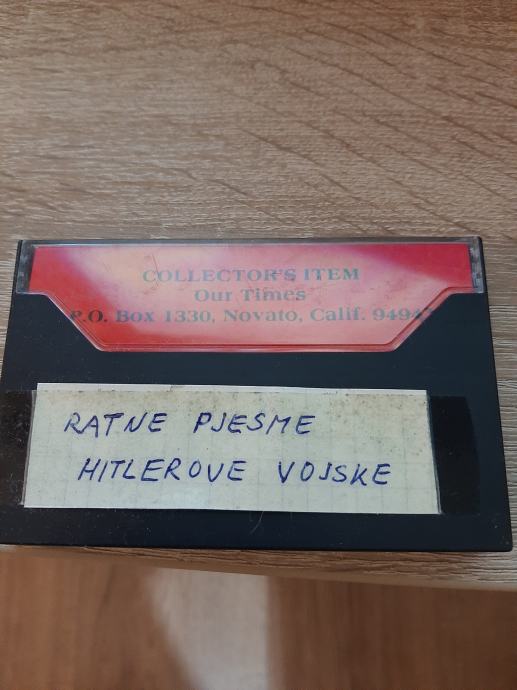 COLLECTOR'S ITEM
Our Times
P.O. Box 1330, Novato, Calif.
RATNE PJESME
HITLEROVE VOJSKE